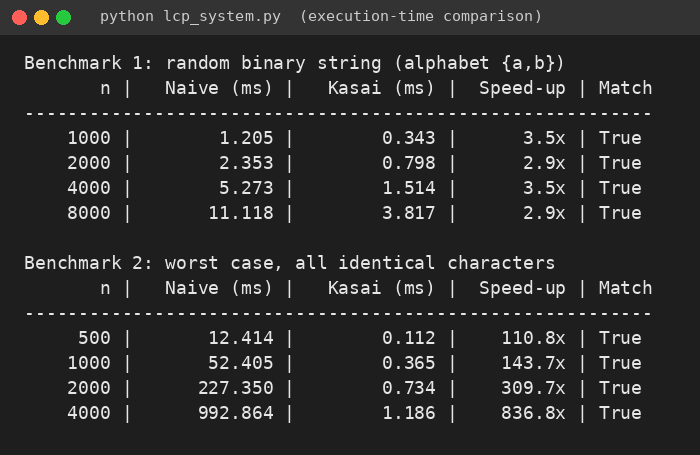 python lcp_system.py  (execution-time comparison)
Benchmark 1: random binary string (alphabet {a,b})
       n |   Naive (ms) |   Kasai (ms) |  Speed-up | Match
-----------------------------------------------------------
    1000 |        1.205 |        0.343 |      3.5x | True
    2000 |        2.353 |        0.798 |      2.9x | True
    4000 |        5.273 |        1.514 |      3.5x | True
    8000 |       11.118 |        3.817 |      2.9x | True
Benchmark 2: worst case, all identical characters
       n |   Naive (ms) |   Kasai (ms) |  Speed-up | Match
-----------------------------------------------------------
     500 |       12.414 |        0.112 |    110.8x | True
    1000 |       52.405 |        0.365 |    143.7x | True
    2000 |      227.350 |        0.734 |    309.7x | True
    4000 |      992.864 |        1.186 |    836.8x | True